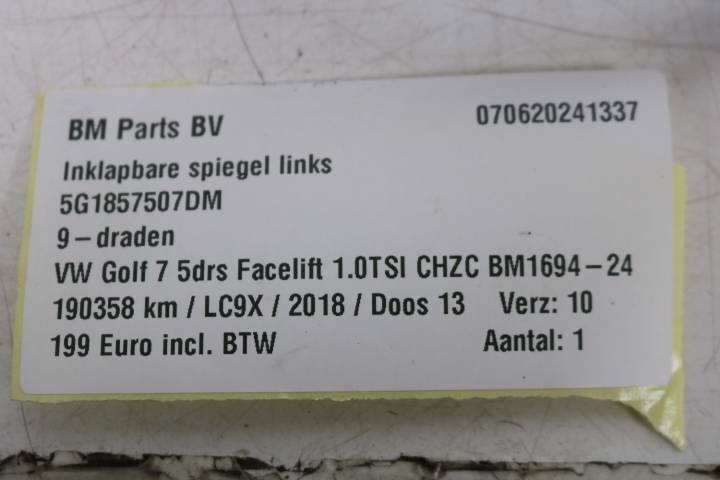 BM Parts BV 070620241337
Inklapbare spiegel links
5G1857507DM
9-draden
VW Golf 7 5drs Facelift 1.0TSI CHZC BM1694-24
190358 km / LC9X / 2018 / Doos 13 Verz: 10
199 Euro incl. BTW Aantal: 1